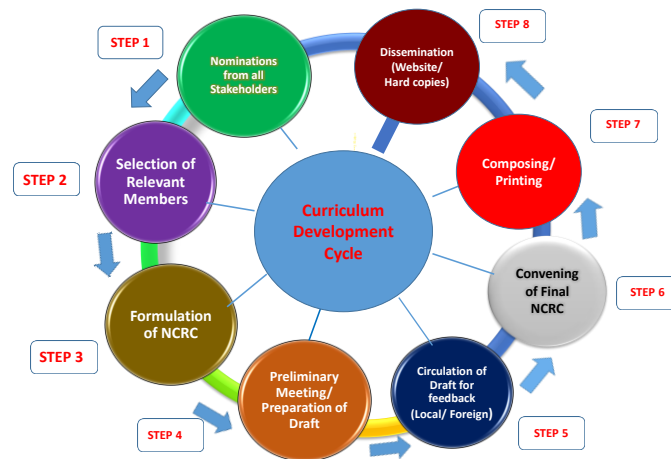 STEP 1
Nominations
from all
Stakeholders
STEP 2
Selection of
Relevant
Members
STEP 3
Formulation
of NCRC
STEP 4
Preliminary
Meeting/
Preparation of
Draft
STEP 5
Circulation of
Draft for
feedback
(Local/ Foreign)
STEP 6
Convening
of Final
NCRC
STEP 7
Composing/
Printing
STEP 8
Dissemination
(Website/
Hard copies)
Curriculum
Development
Cycle